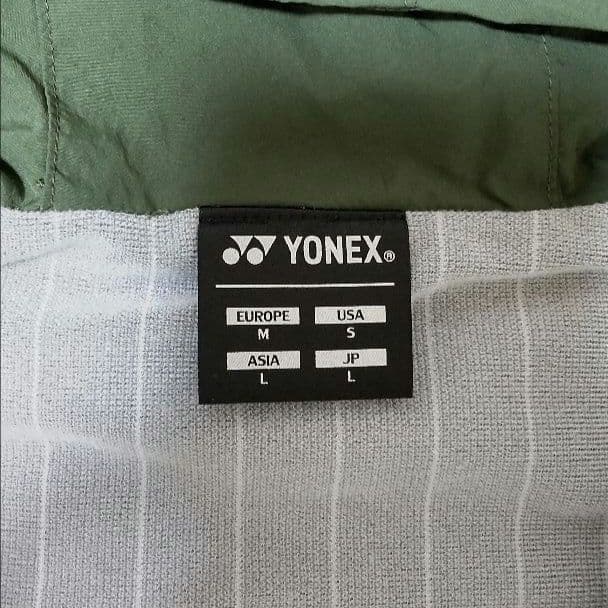 YONEX®
EUROPE USA
M S
ASIA JP
L L